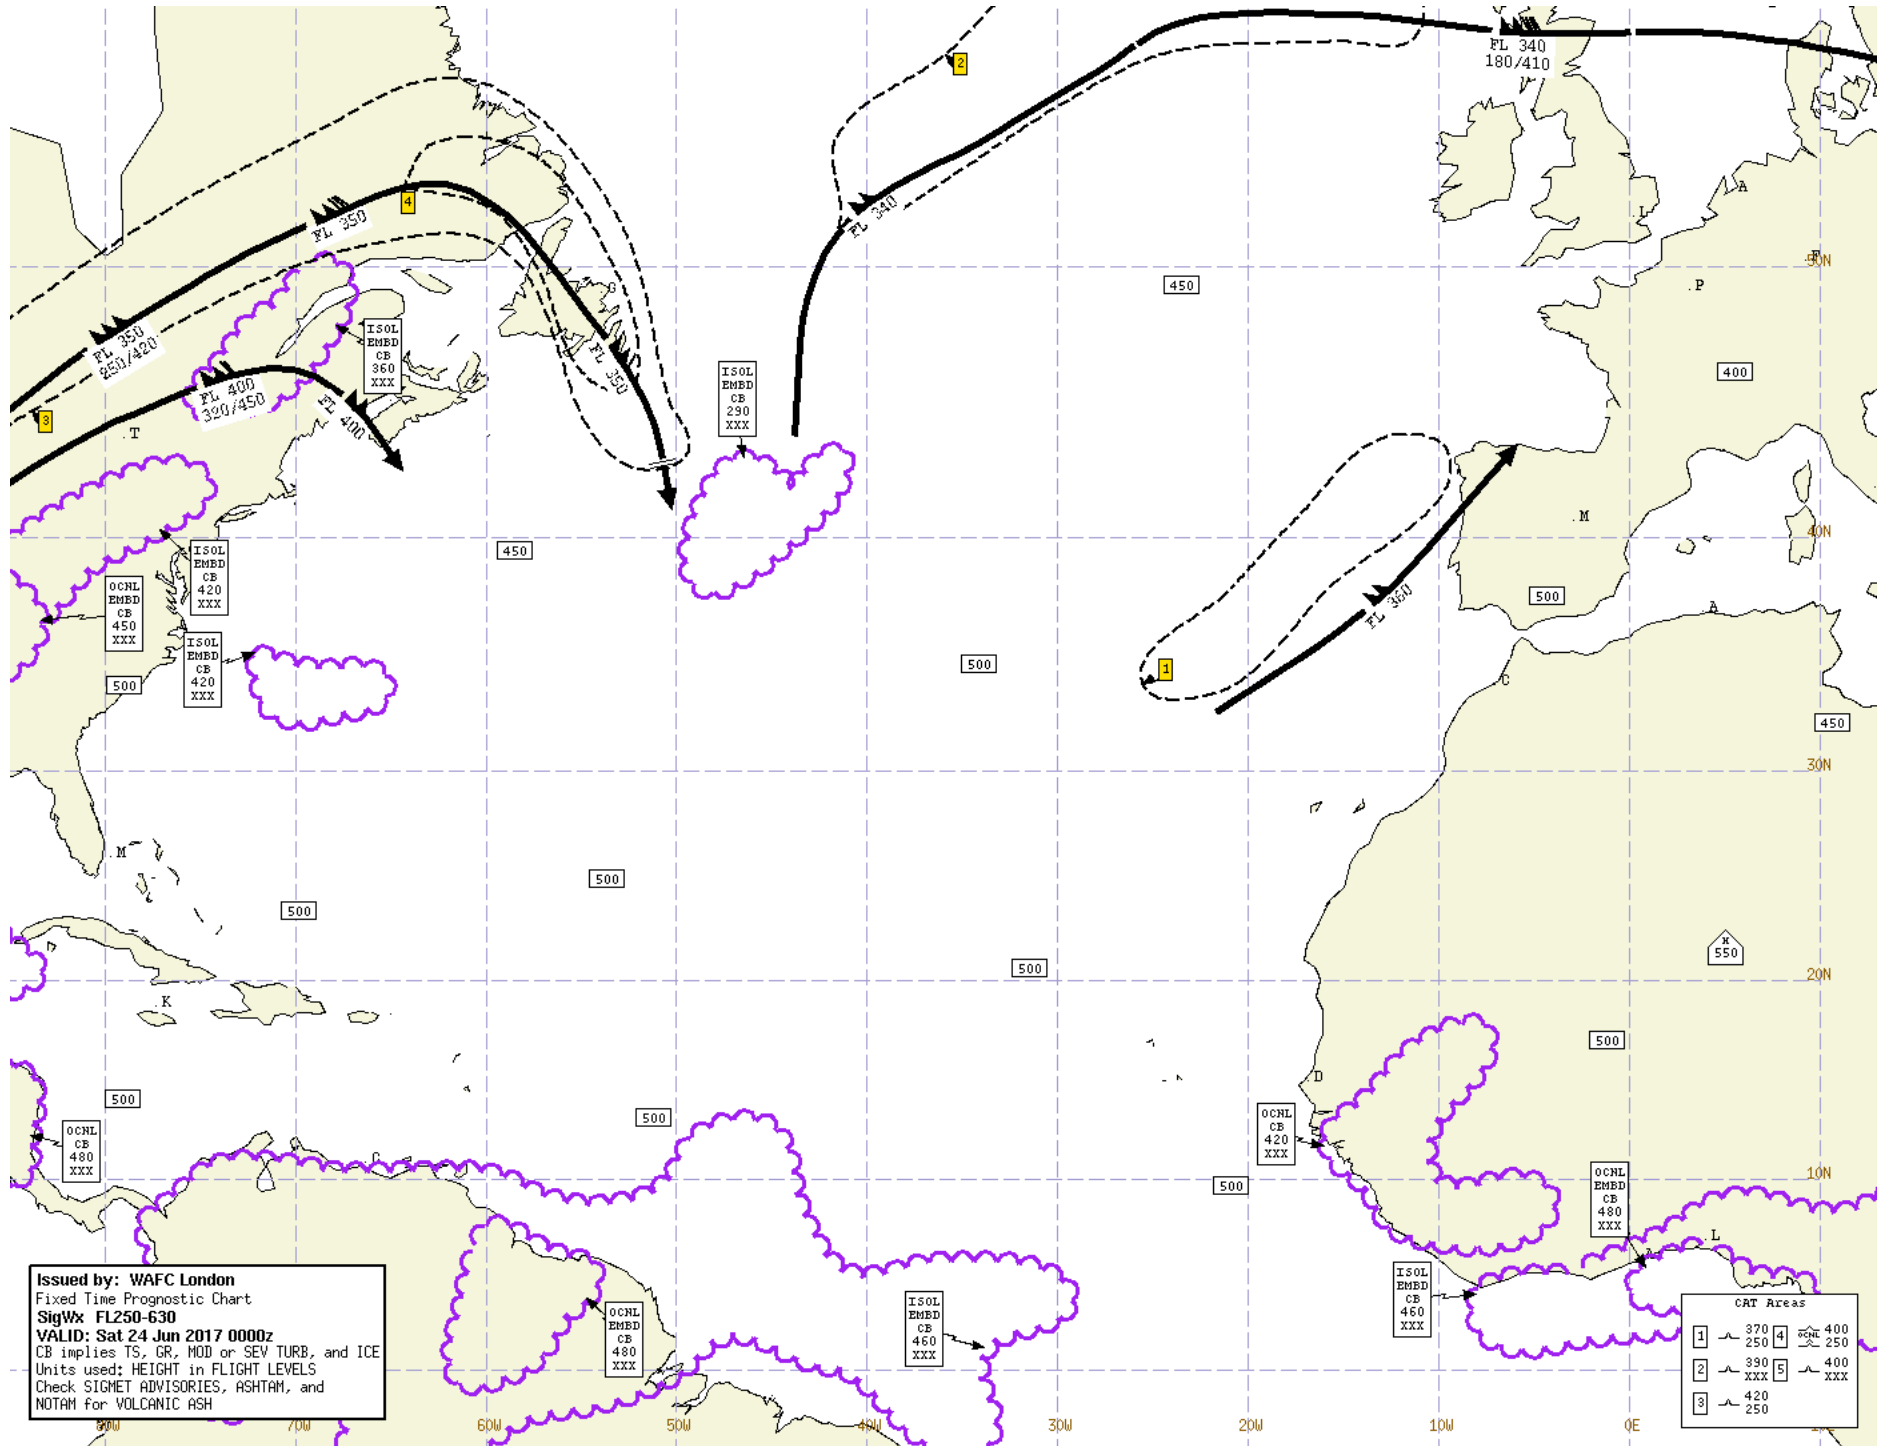 2
FL 340
180/410
4
FL 350
FL 340
A
L
F
50N
450
P
G
ISOL
EMBD
CB
360
XXX
FL 350
250/420
FL 350
ISOL
EMBD
CB
290
XXX
400
FL 400
320/450
FL 400
3
T
M
40N
450
ISOL
EMBD
CB
420
XXX
OCNL
EMBD
CB
450
XXX
500
FL 360
A
ISOL
EMBD
CB
420
XXX
500
1
500
C
450
30N
M
500
500
X
550
500
20N
K
500
500
500
D
OCNL
CB
480
XXX
C
OCNL
CB
420
XXX
500
OCNL
EMBD
CB
480
XXX
10N
L
A
ISOL
EMBD
CB
460
XXX
OCNL
EMBD
CB
480
XXX
ISOL
EMBD
CB
460
XXX
Issued by: WAFC London
Fixed Time Prognostic Chart
SigWx FL250-630
VALID: Sat 24 Jun 2017 0000z
CB implies TS, GR, MOD or SEV TURB, and ICE
Units used: HEIGHT in FLIGHT LEVELS
Check SIGMET ADVISORIES, ASHTAM, and
NOTAM for VOLCANIC ASH
CAT Areas
1 370 250 4 OCNL 400 250
2 390 XXX 5 400 XXX
3 420 250
80W 70W 60W 50W 40W 30W 20W 10W 0E 10E